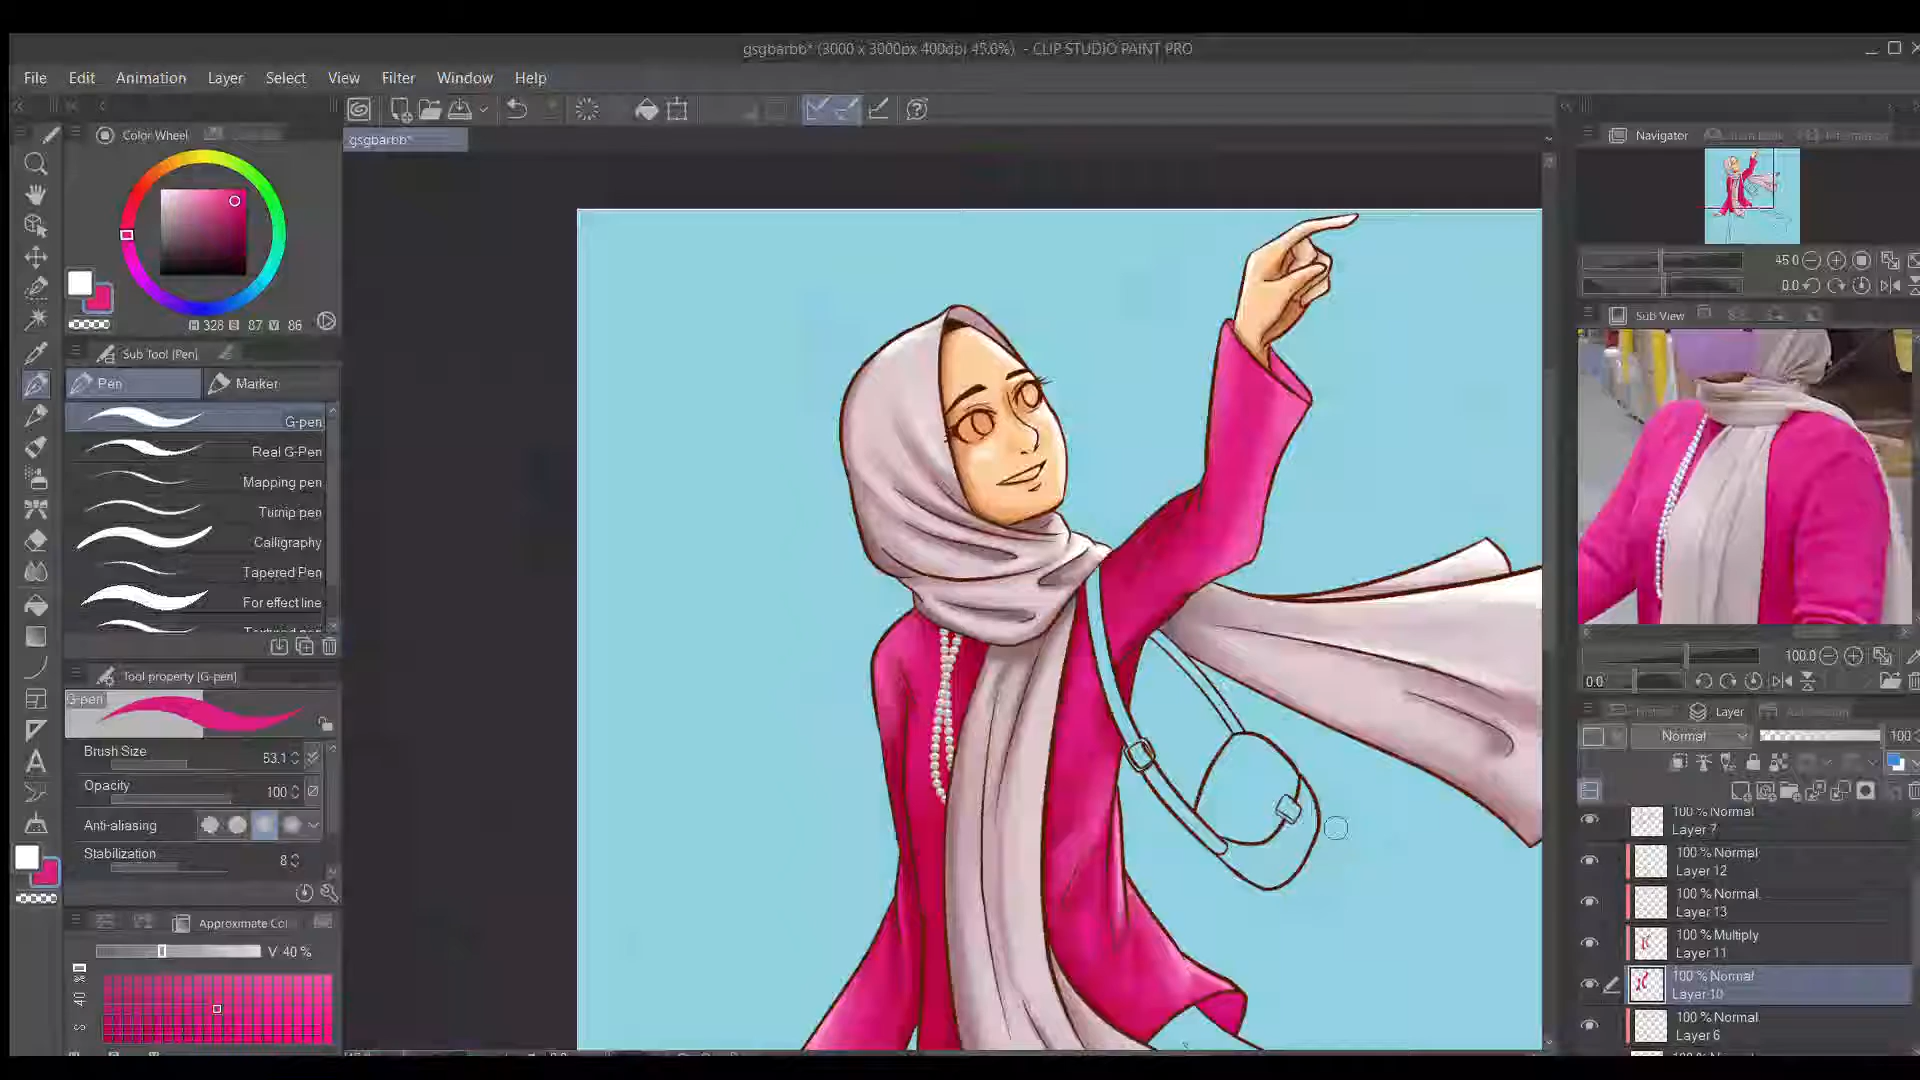 gsgbarbb* (3000 x 3000px 400dpi 45.0%) - CLIP STUDIO PAINT PRO
File Edit Animation Layer Select View Filter Window Help
Color Wheel
gsgbarbb*
Navigator
H 328 S 87 V 86
45.0
0.0
Sub Tool [Pen]
Sub View
Pen Marker
G-pen
Real G-Pen
Mapping pen
Turnip pen
Calligraphy
Tapered Pen
For effect line
100.0
0.0
Tool property [G-pen]
G-pen
Layer
Normal 100
Brush Size 53.1
Opacity 100
Anti-aliasing
Stabilization 8
100 % Normal
Layer 7
100 % Normal
Layer 12
100 % Normal
Layer 13
100 % Multiply
Layer 11
100 % Normal
Layer 10
100 % Normal
Layer 6
Approximate Col
V 40 %
40
S